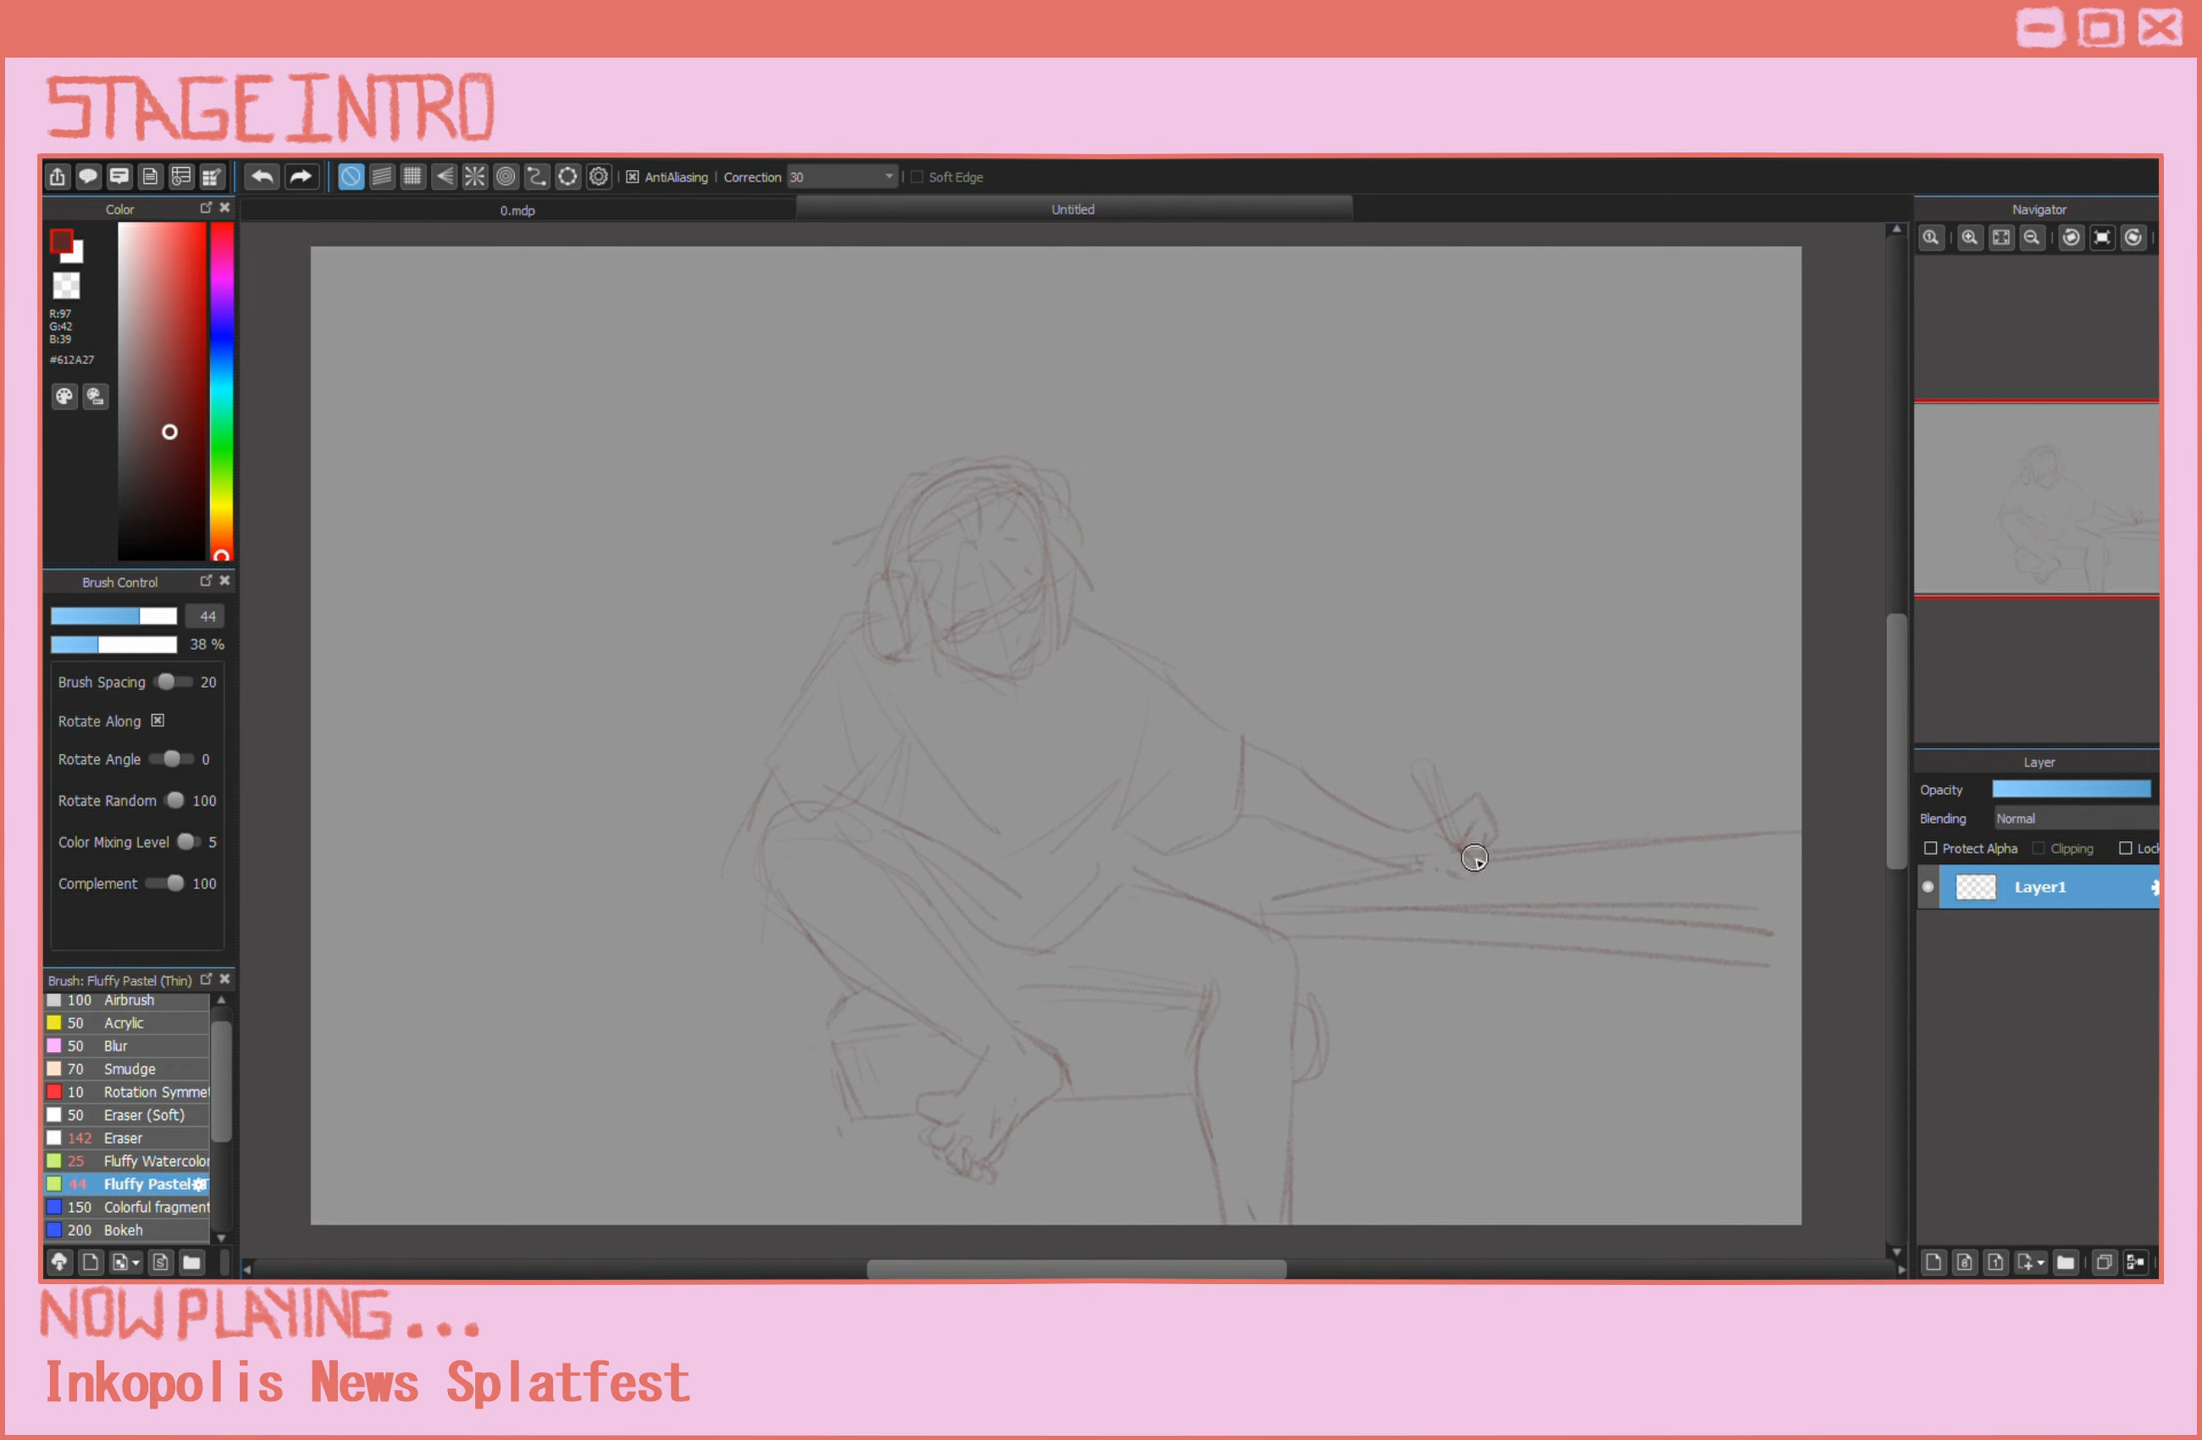 STAGE INTRO
AntiAliasing
Correction 30
Soft Edge
Color
0.mdp
Untitled
Navigator
R:97
G:42
B:39
#612A27
Brush Control
44
38 %
Brush Spacing 20
Rotate Along
Rotate Angle 0
Rotate Random 100
Color Mixing Level 5
Complement 100
Layer
Opacity
Blending Normal
Protect Alpha Clipping Lock
Layer1
Brush: Fluffy Pastel (Thin)
100 Airbrush
50 Acrylic
50 Blur
70 Smudge
10 Rotation Symmet
50 Eraser (Soft)
142 Eraser
25 Fluffy Watercolor
44 Fluffy Pastel
150 Colorful fragment
200 Bokeh
NOW PLAYING...
Inkopolis News Splatfest